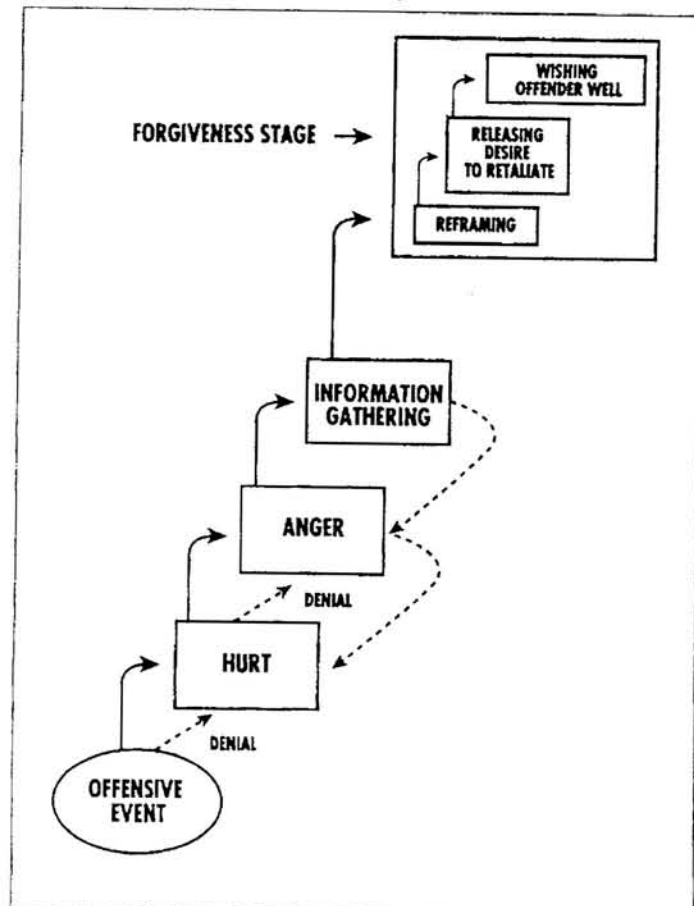 WISHING
OFFENDER WELL
FORGIVENESS STAGE
RELEASING
DESIRE
TO RETALIATE
REFRAMING
INFORMATION
GATHERING
ANGER
DENIAL
HURT
DENIAL
OFFENSIVE
EVENT